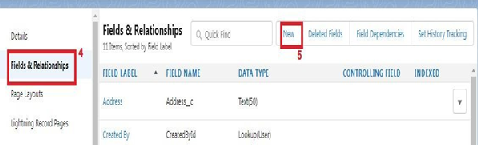 Details
Fields & Relationships
4
Page Layouts
Lightning Record Pages
Fields & Relationships
11 Items, Sorted by Field Label
Quick Find
New
Deleted Fields
Field Dependencies
Set History Tracking
5
FIELD LABEL
FIELD NAME
DATA TYPE
CONTROLLING FIELD
INDEXED
Address
Address_c
Text(50)
Created By
CreatedById
Lookup(User)